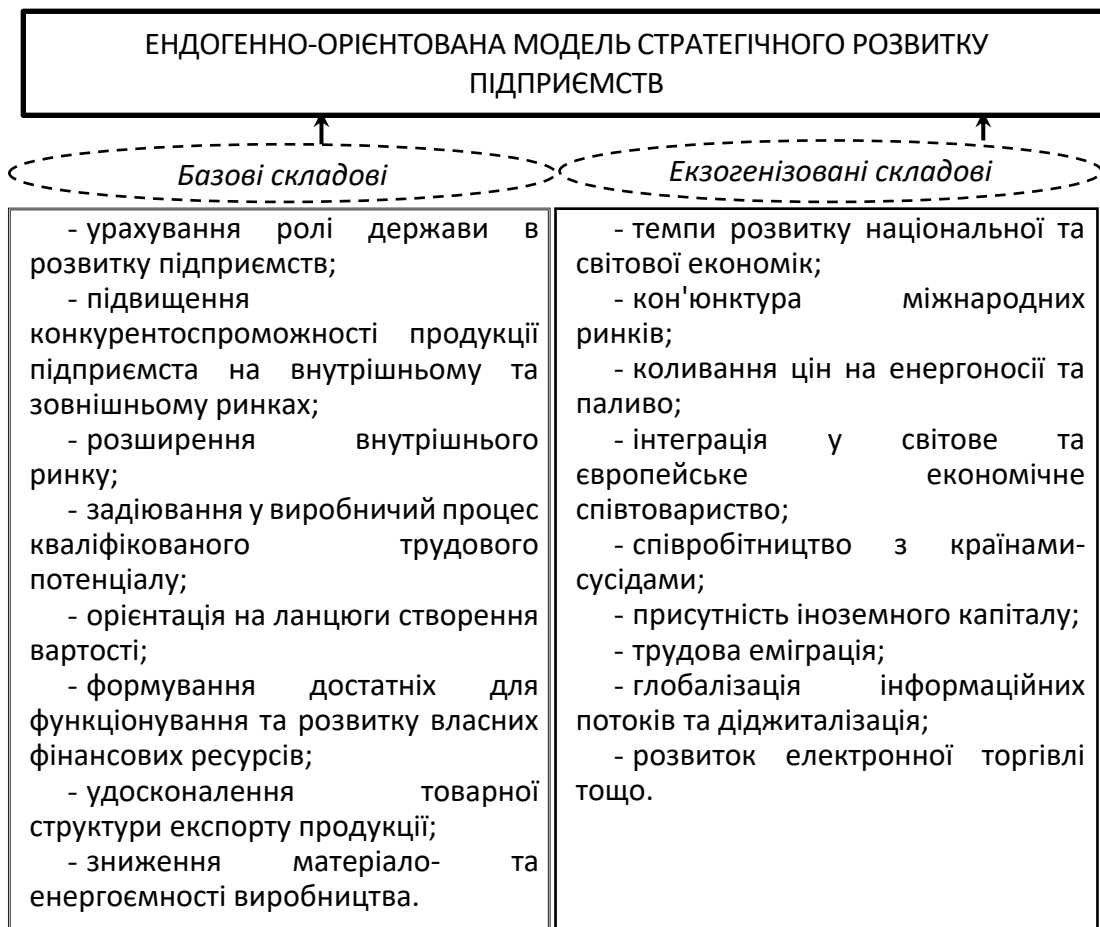 ЕНДОГЕННО-ОРІЄНТОВАНА МОДЕЛЬ СТРАТЕГІЧНОГО РОЗВИТКУ
ПІДПРИЄМСТВ
Базові складові
- урахування ролі держави в
розвитку підприємств;
- підвищення
конкурентоспроможності продукції
підприємста на внутрішньому та
зовнішньому ринках;
- розширення внутрішнього
ринку;
- задіювання у виробничий процес
кваліфікованого трудового
потенціалу;
- орієнтація на ланцюги створення
вартості;
- формування достатніх для
функціонування та розвитку власних
фінансових ресурсів;
- удосконалення товарної
структури експорту продукції;
- зниження матеріало- та
енергоємності виробництва.
Екзогенізовані складові
- темпи розвитку національної та
світової економік;
- кон'юнктура міжнародних
ринків;
- коливання цін на енергоносії та
паливо;
- інтеграція у світове та
європейське економічне
співтовариство;
- співробітництво з країнами-
сусідами;
- присутність іноземного капіталу;
- трудова еміграція;
- глобалізація інформаційних
потоків та діджиталізація;
- розвиток електронної торгівлі
тощо.